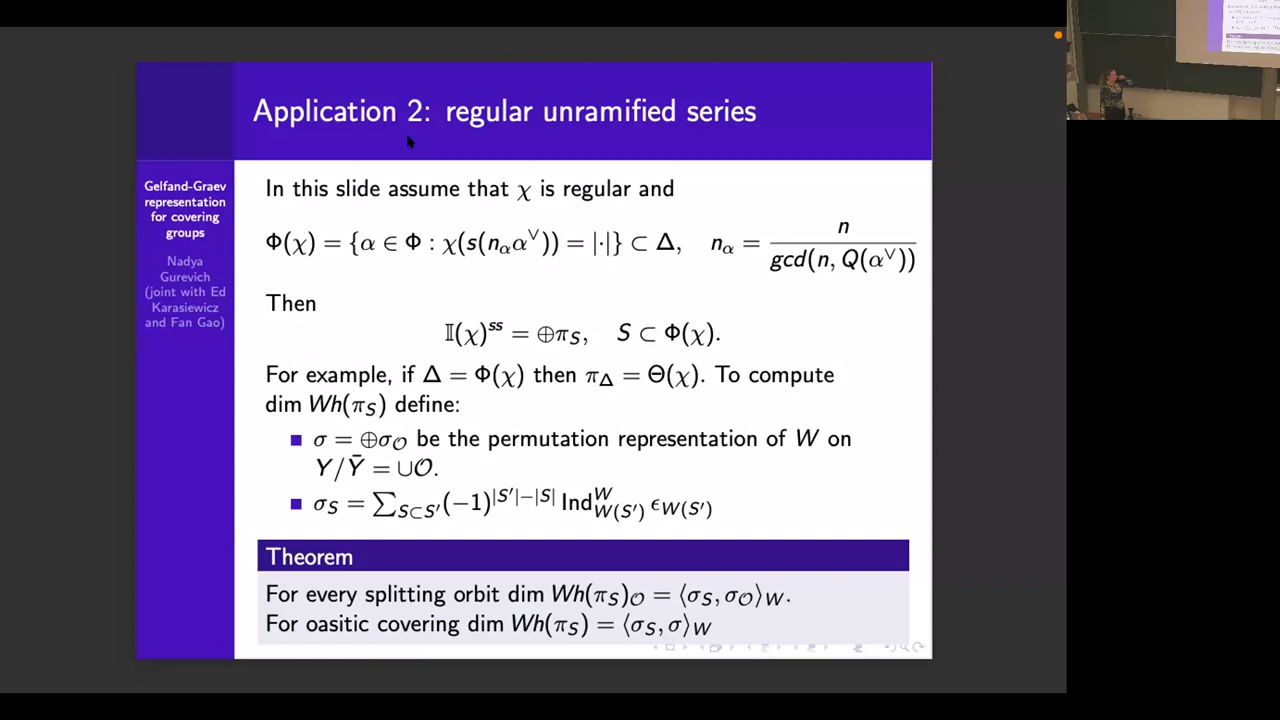 Application 2: regular unramified series
Gelfand-Graev
representation
for covering
groups
Nadya
Gurevich
(joint with Ed
Karasiewicz
and Fan Gao)
In this slide assume that χ is regular and
Φ(χ) = {α ∈ Φ : χ(s(n_αα^∨)) = |·|} ⊂ Δ, n_α = n / gcd(n, Q(α^∨))
Then
𝕀(χ)^{ss} = ⊕π_S, S ⊂ Φ(χ).
For example, if Δ = Φ(χ) then π_Δ = Θ(χ). To compute
dim Wh(π_S) define:
■ σ = ⊕σ_𝒪 be the permutation representation of W on
Y/Ȳ = ∪𝒪.
■ σ_S = ∑_{S⊂S′}(−1)^{|S′|−|S|} Ind^W_{W(S′)} ϵ_{W(S′)}
Theorem
For every splitting orbit dim Wh(π_S)_𝒪 = ⟨σ_S, σ_𝒪⟩_W.
For oasitic covering dim Wh(π_S) = ⟨σ_S, σ⟩_W